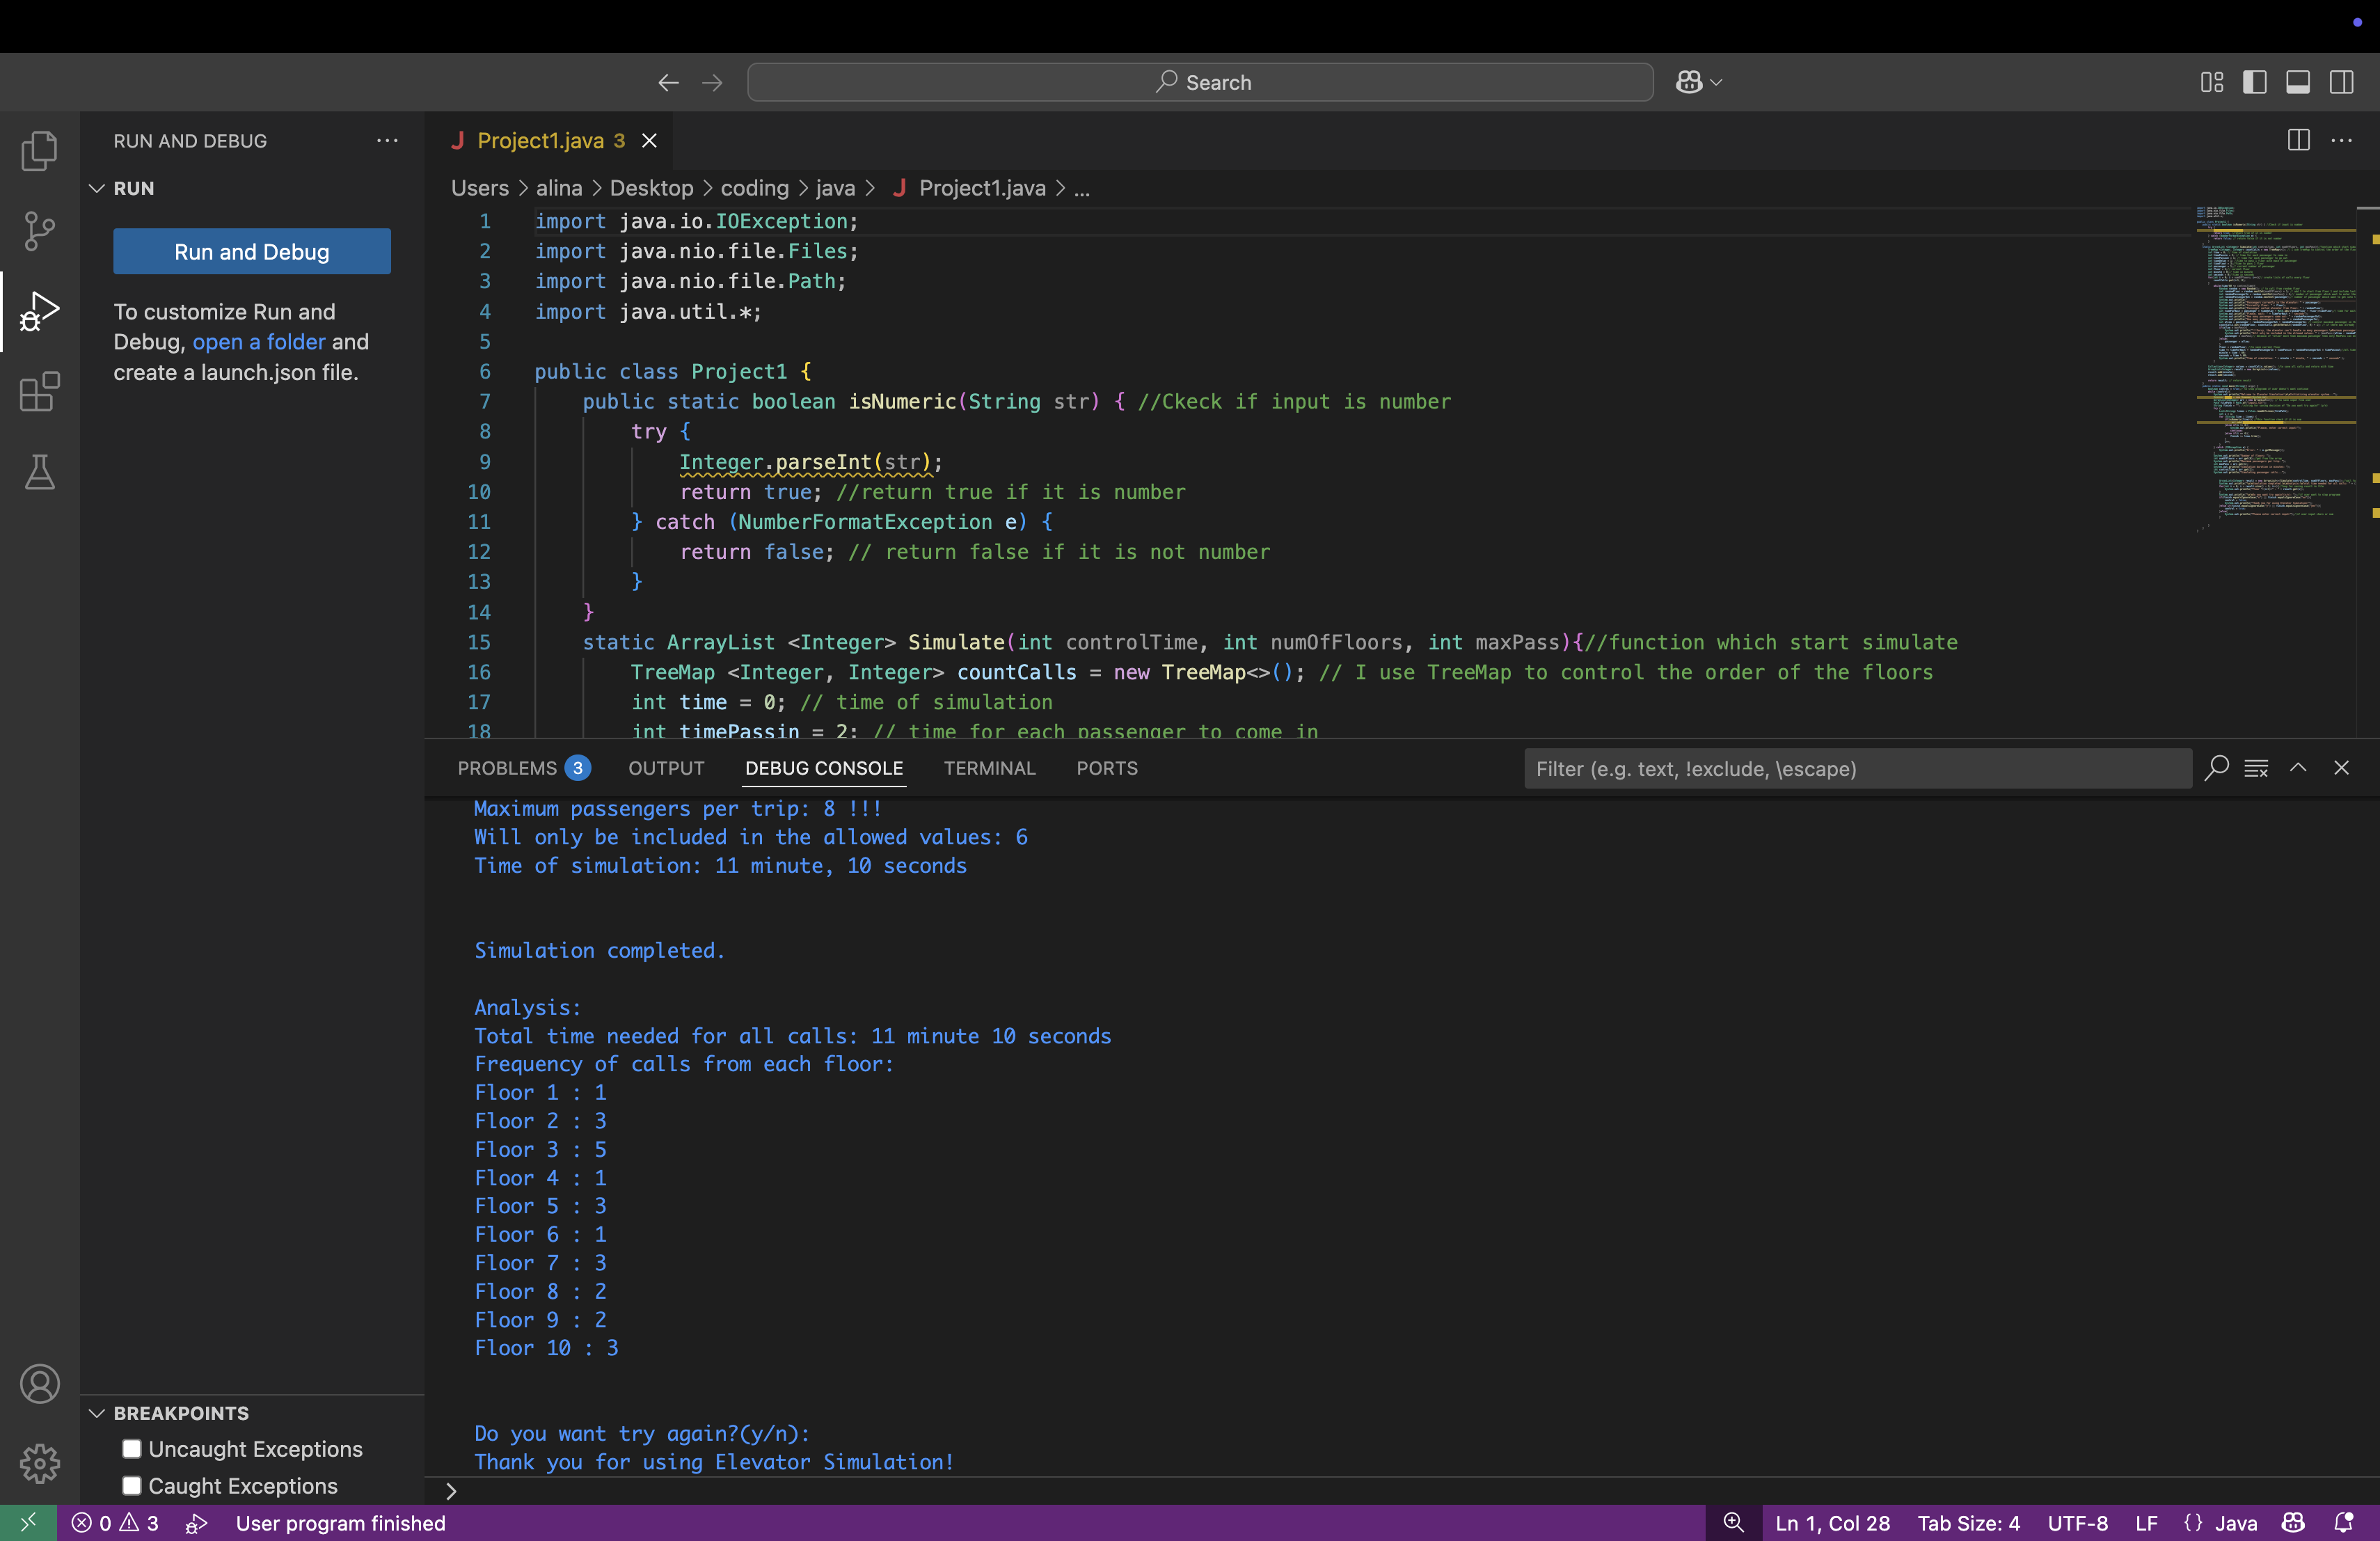 Search
RUN AND DEBUG
RUN
Run and Debug
To customize Run and
Debug, open a folder and
create a launch.json file.
Project1.java 3
Users > alina > Desktop > coding > java > J Project1.java > ...
1 import java.io.IOException;
2 import java.nio.file.Files;
3 import java.nio.file.Path;
4 import java.util.*;
5
6 public class Project1 {
7 public static boolean isNumeric(String str) { //Ckeck if input is number
8 try {
9 Integer.parseInt(str);
10 return true; //return true if it is number
11 } catch (NumberFormatException e) {
12 return false; // return false if it is not number
13 }
14 }
15 static ArrayList <Integer> Simulate(int controlTime, int numOfFloors, int maxPass){//function which start simulate
16 TreeMap <Integer, Integer> countCalls = new TreeMap<>(); // I use TreeMap to control the order of the floors
17 int time = 0; // time of simulation
18 int timePassin = 2; // time for each passenger to come in
PROBLEMS 3 OUTPUT DEBUG CONSOLE TERMINAL PORTS Filter (e.g. text, !exclude, \escape)
Maximum passengers per trip: 8 !!!
Will only be included in the allowed values: 6
Time of simulation: 11 minute, 10 seconds
Simulation completed.
Analysis:
Total time needed for all calls: 11 minute 10 seconds
Frequency of calls from each floor:
Floor 1 : 1
Floor 2 : 3
Floor 3 : 5
Floor 4 : 1
Floor 5 : 3
Floor 6 : 1
Floor 7 : 3
Floor 8 : 2
Floor 9 : 2
Floor 10 : 3
Do you want try again?(y/n):
Thank you for using Elevator Simulation!
BREAKPOINTS
Uncaught Exceptions
Caught Exceptions
0 3 User program finished Ln 1, Col 28 Tab Size: 4 UTF-8 LF {} Java